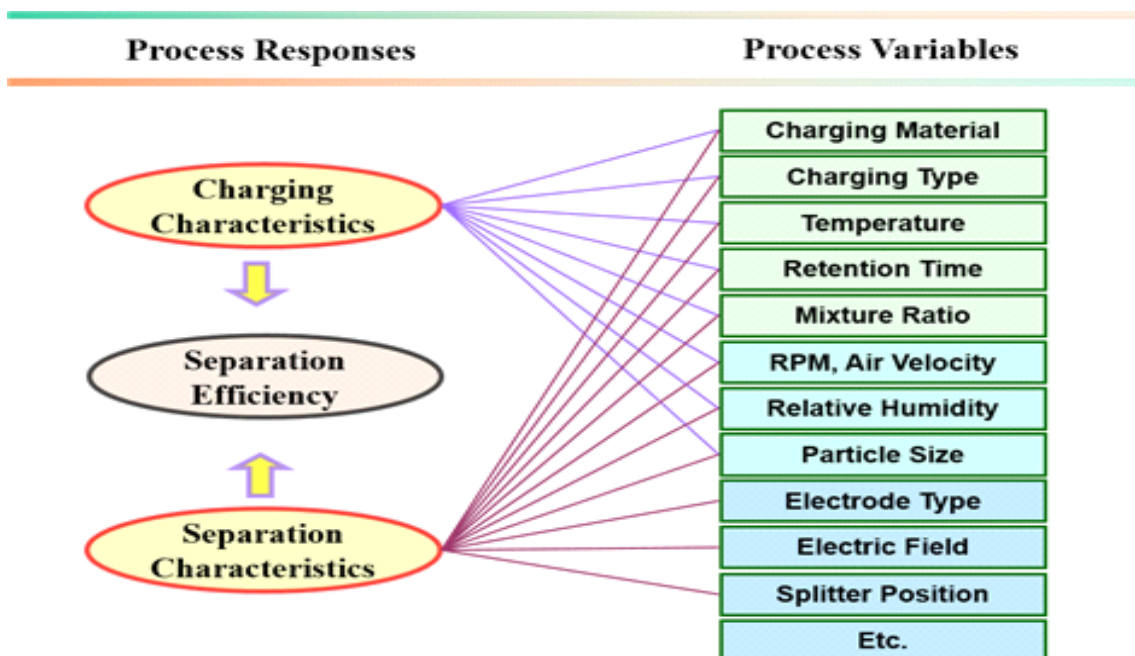 Process Responses
Process Variables
Charging
Characteristics
Separation
Efficiency
Separation
Characteristics
Charging Material
Charging Type
Temperature
Retention Time
Mixture Ratio
RPM, Air Velocity
Relative Humidity
Particle Size
Electrode Type
Electric Field
Splitter Position
Etc.